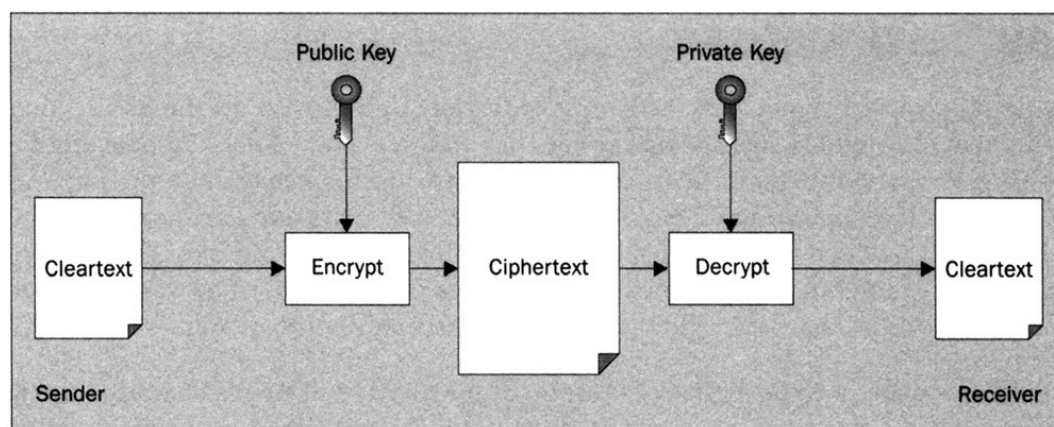 Public Key
Private Key
Cleartext
Encrypt
Ciphertext
Decrypt
Cleartext
Sender
Receiver